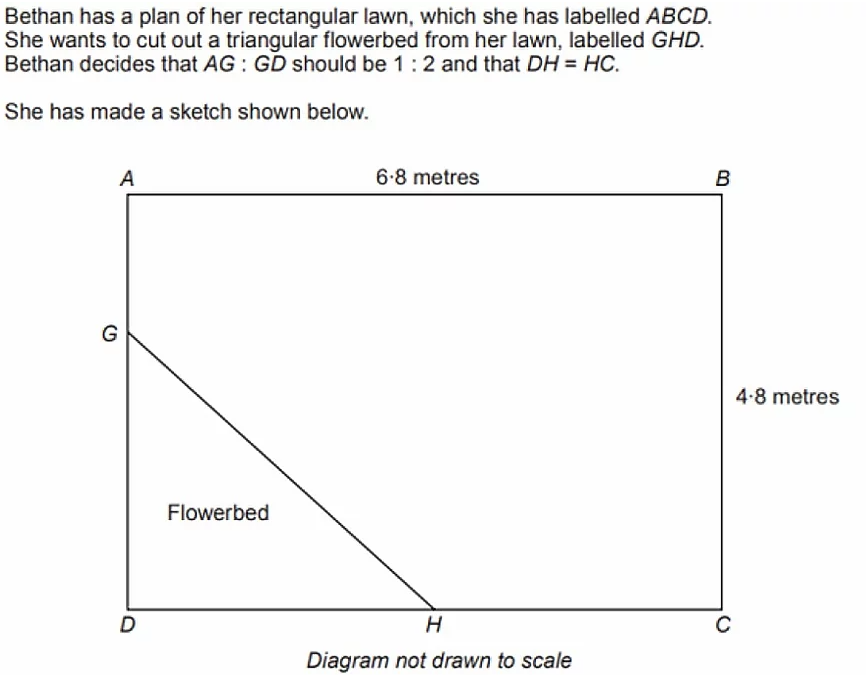 Bethan has a plan of her rectangular lawn, which she has labelled ABCD.
She wants to cut out a triangular flowerbed from her lawn, labelled GHD.
Bethan decides that AG : GD should be 1 : 2 and that DH = HC.
She has made a sketch shown below.
A
6·8 metres
B
G
4·8 metres
Flowerbed
D
H
C
Diagram not drawn to scale